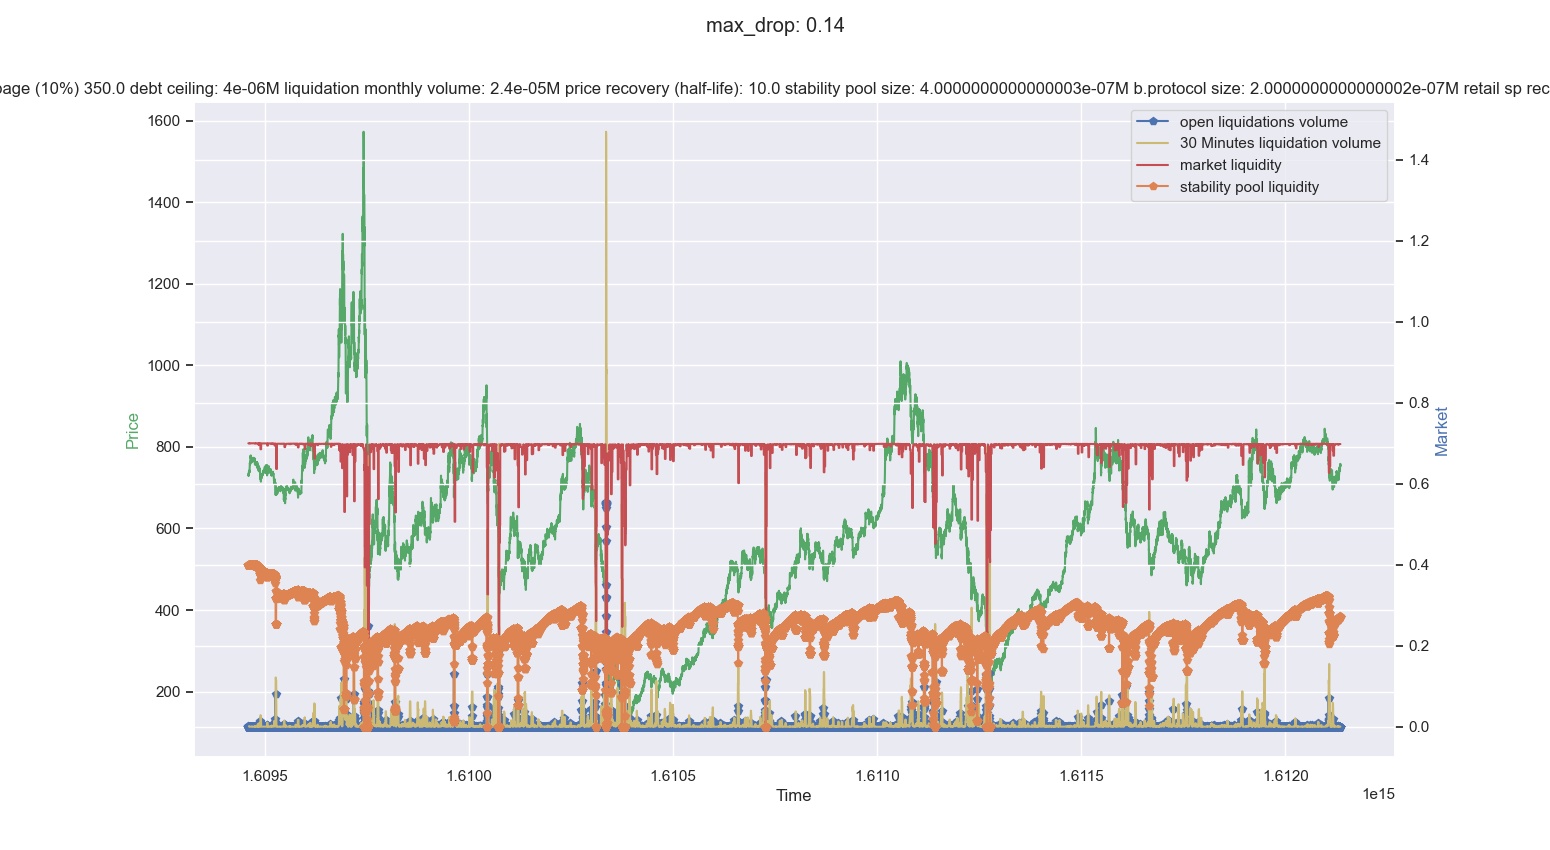 max_drop: 0.14
page (10%) 350.0 debt ceiling: 4e-06M liquidation monthly volume: 2.4e-05M price recovery (half-life): 10.0 stability pool size: 4.0000000000000003e-07M b.protocol size: 2.0000000000000002e-07M retail sp rec
open liquidations volume
30 Minutes liquidation volume
market liquidity
stability pool liquidity
1600
1400
1200
1000
800
600
400
200
Price
1.4
1.2
1.0
0.8
0.6
0.4
0.2
0.0
Market
1.6095 1.6100 1.6105 1.6110 1.6115 1.6120
Time
1e15